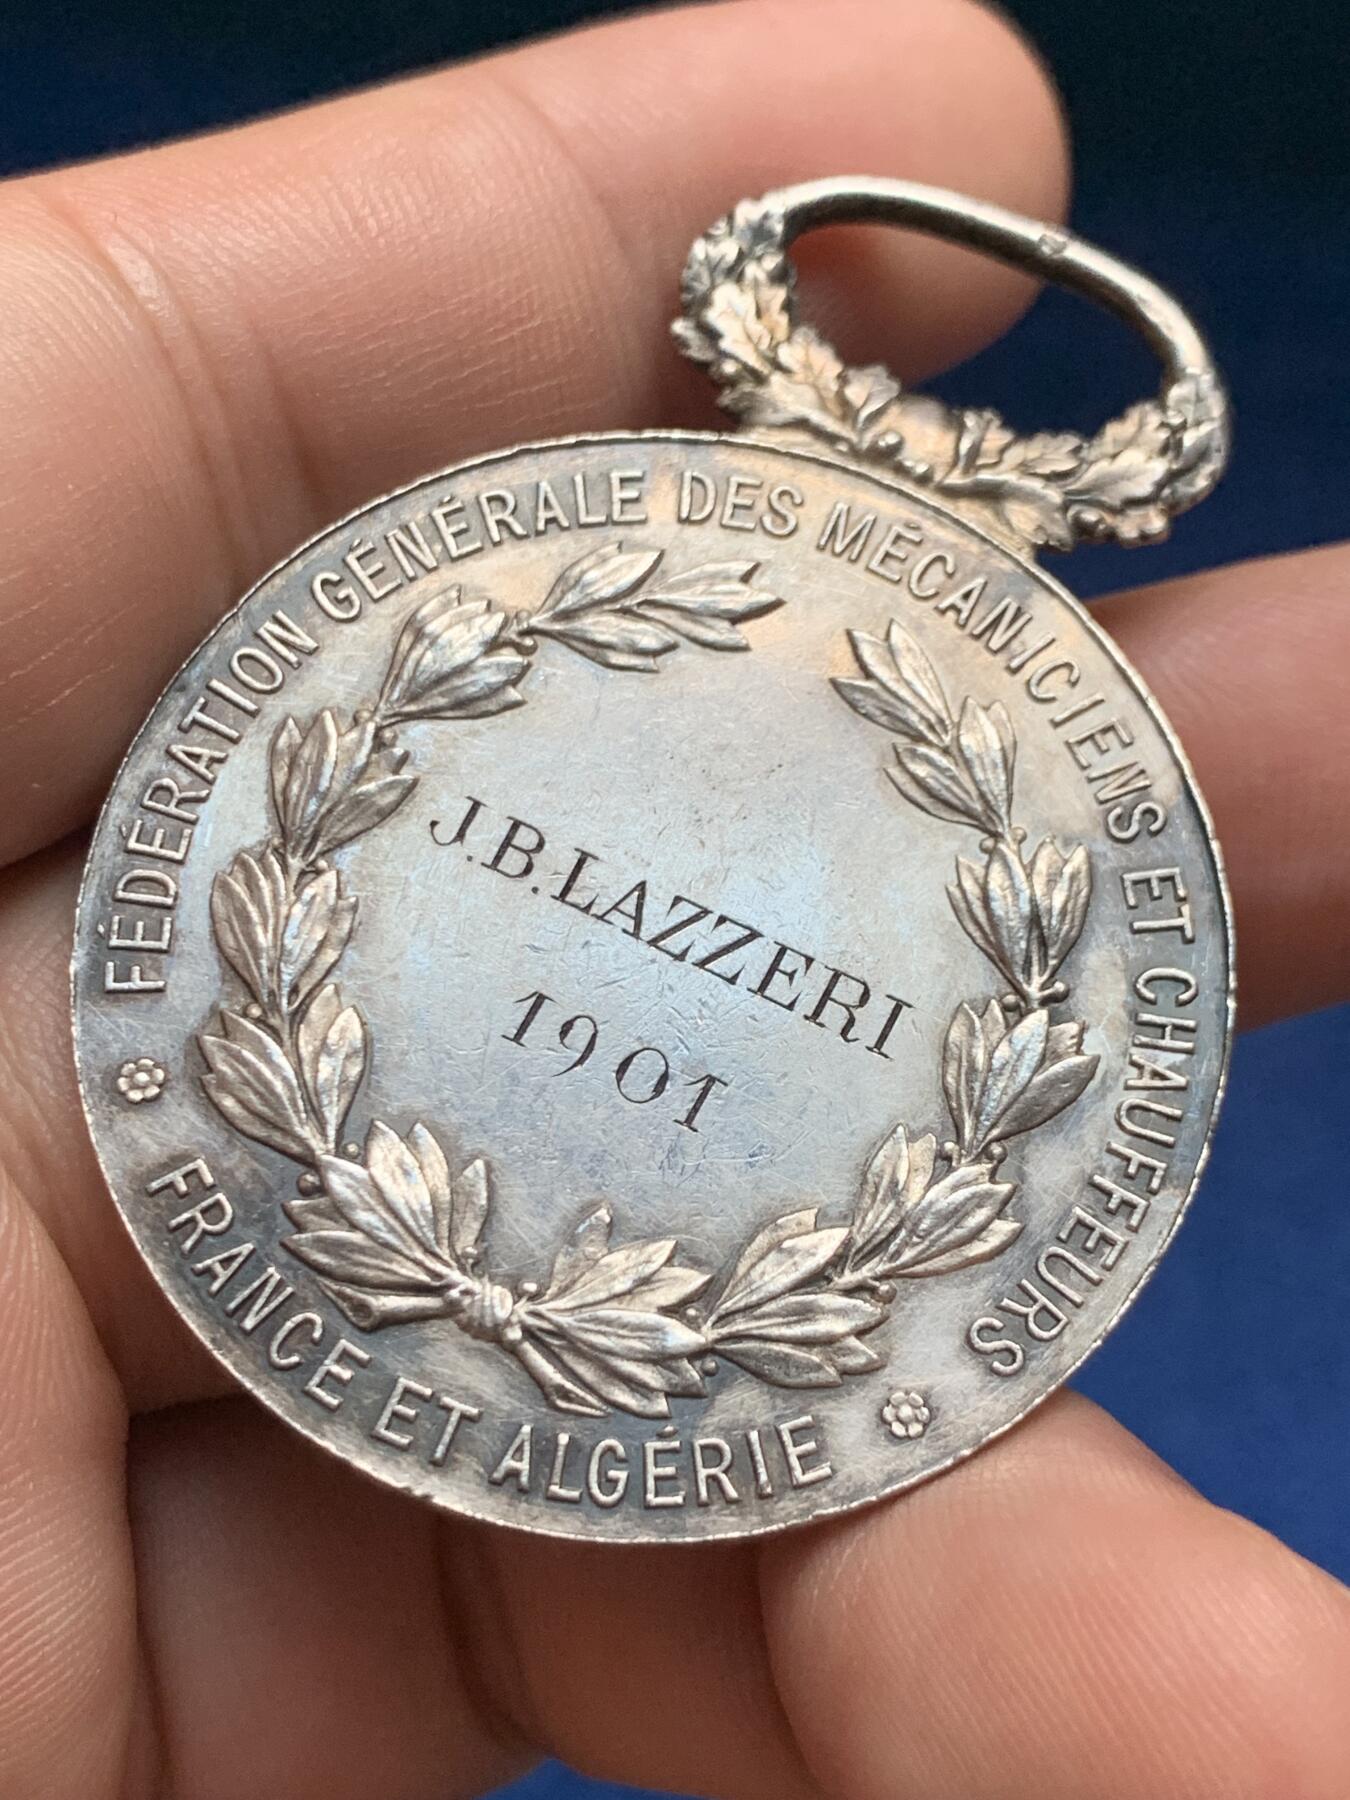 FÉDÉRATION GÉNÉRALE DES MÉCANICIENS ET CHAUFFEURS
J.B.LAZZERI
1901
FRANCE ET ALGÉRIE